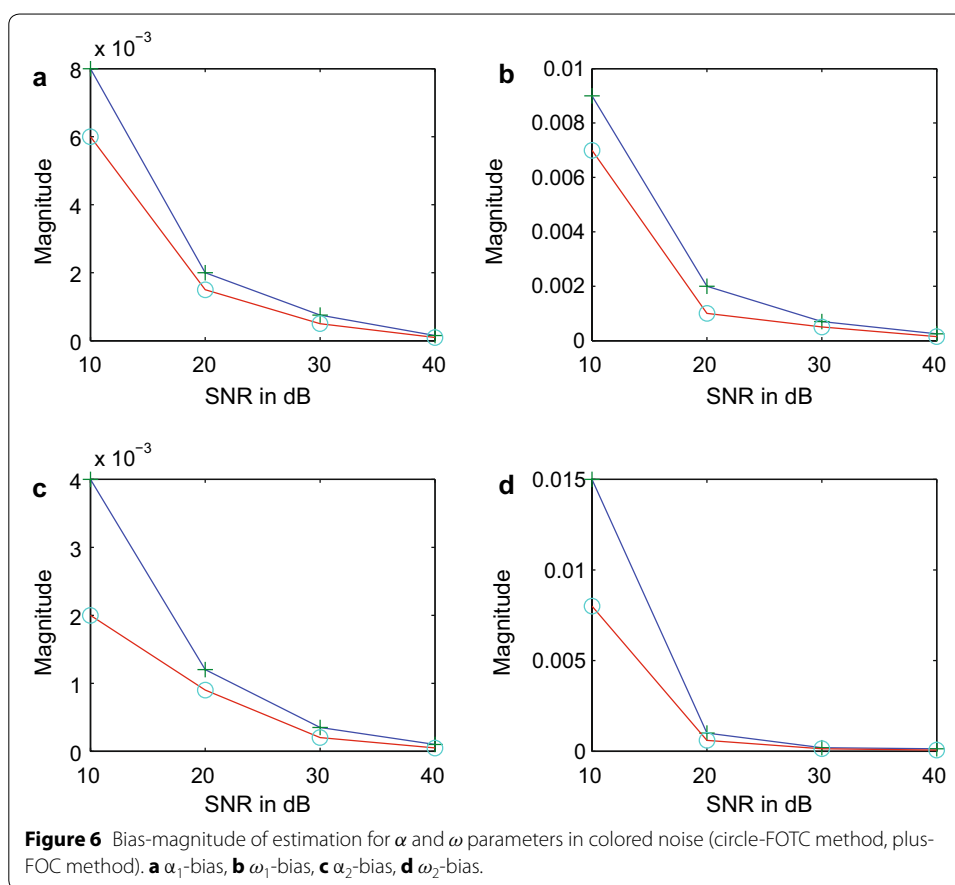 x 10⁻³
a
8
6
4
2
0
Magnitude
10 20 30 40
SNR in dB
b
0.01
0.008
0.006
0.004
0.002
0
Magnitude
10 20 30 40
SNR in dB
x 10⁻³
c
4
3
2
1
0
Magnitude
10 20 30 40
SNR in dB
d
0.015
0.01
0.005
0
Magnitude
10 20 30 40
SNR in dB
Figure 6 Bias-magnitude of estimation for α and ω parameters in colored noise (circle-FOTC method, plus-
FOC method). a α₁-bias, b ω₁-bias, c α₂-bias, d ω₂-bias.